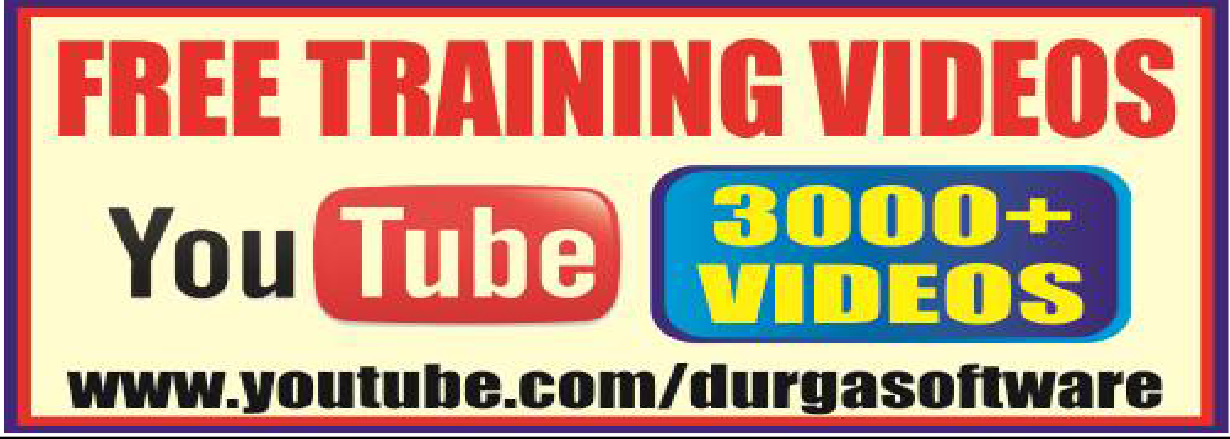 FREE TRAINING VIDEOS
YouTube
3000+
VIDEOS
www.youtube.com/durgasoftware